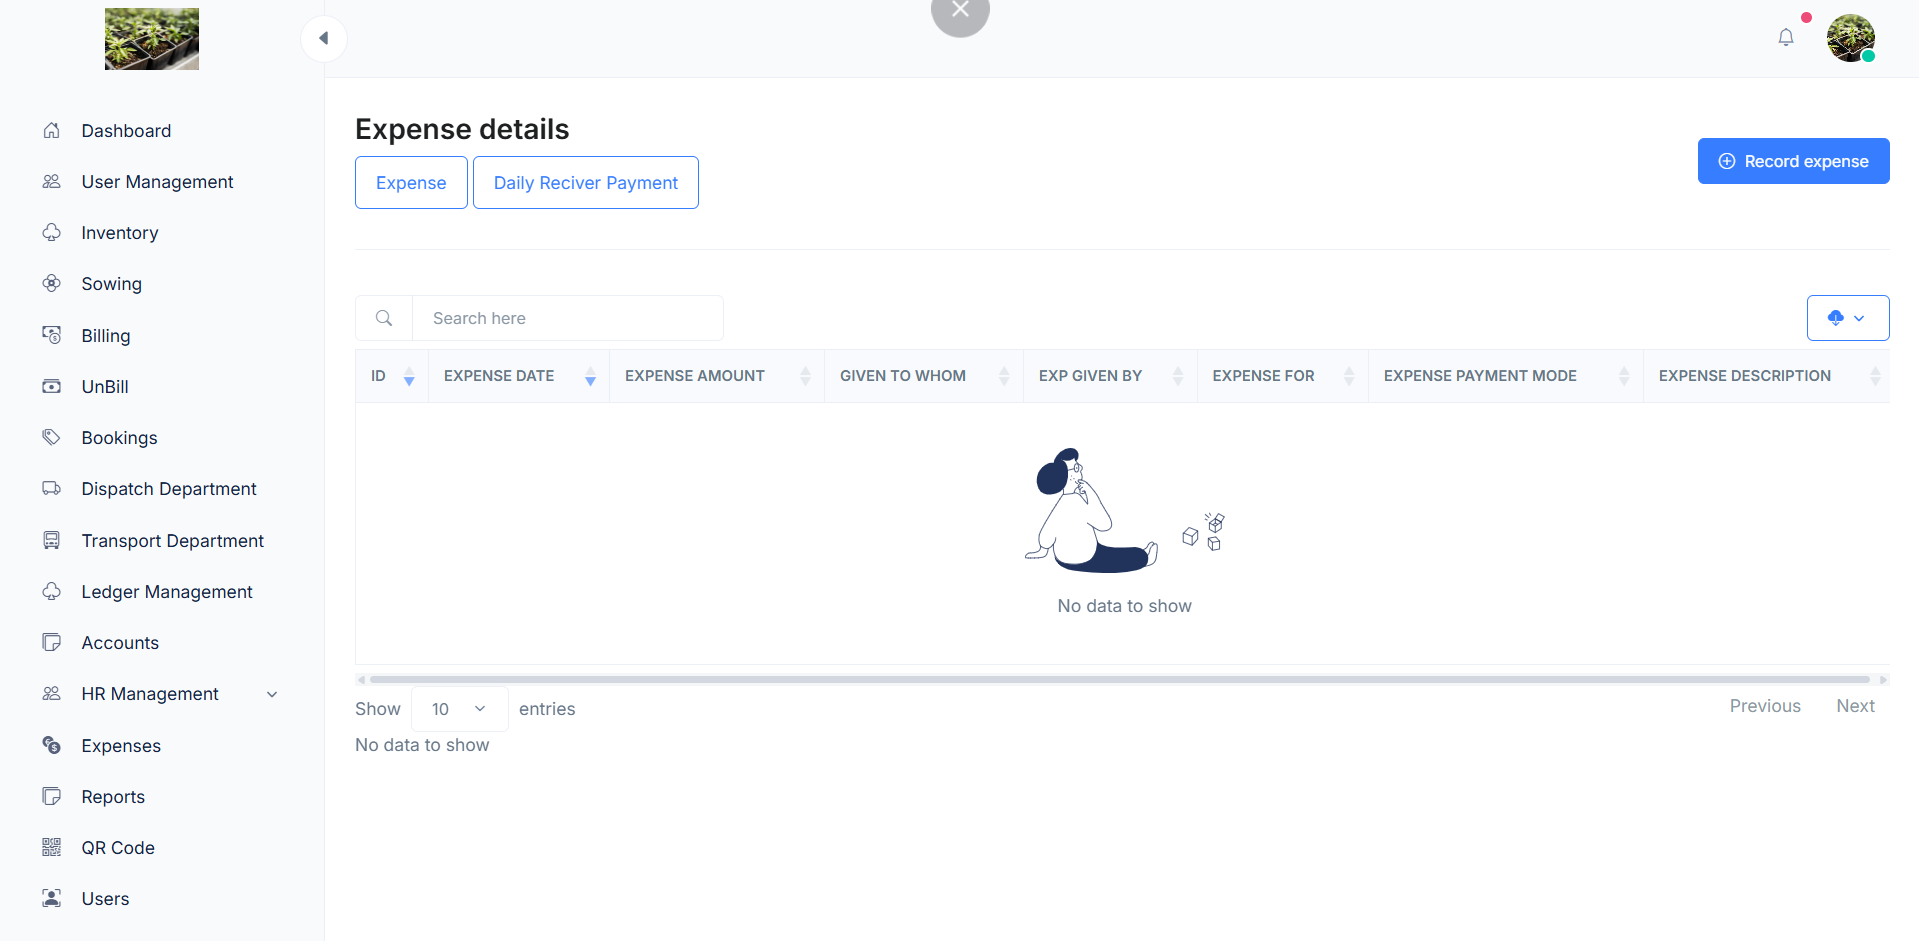 Dashboard
User Management
Inventory
Sowing
Billing
UnBill
Bookings
Dispatch Department
Transport Department
Ledger Management
Accounts
HR Management
Expenses
Reports
QR Code
Users
Expense details
Expense
Daily Reciver Payment
Record expense
Search here
ID EXPENSE DATE EXPENSE AMOUNT GIVEN TO WHOM EXP GIVEN BY EXPENSE FOR EXPENSE PAYMENT MODE EXPENSE DESCRIPTION
No data to show
Show 10 entries
Previous Next
No data to show